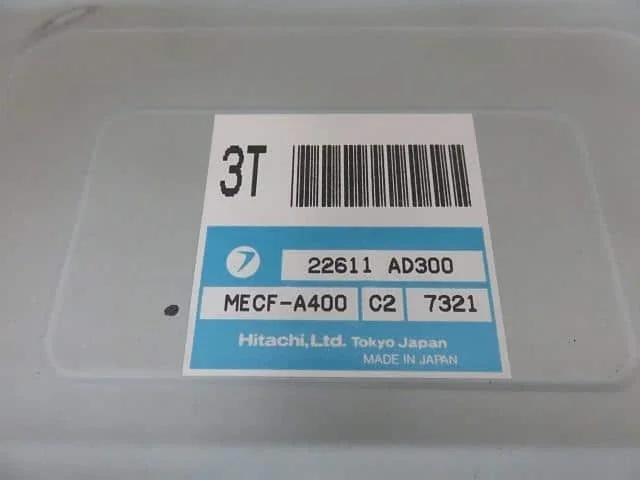 3T
22611 AD300
MECF-A400 C2 7321
Hitachi, Ltd. Tokyo Japan
MADE IN JAPAN